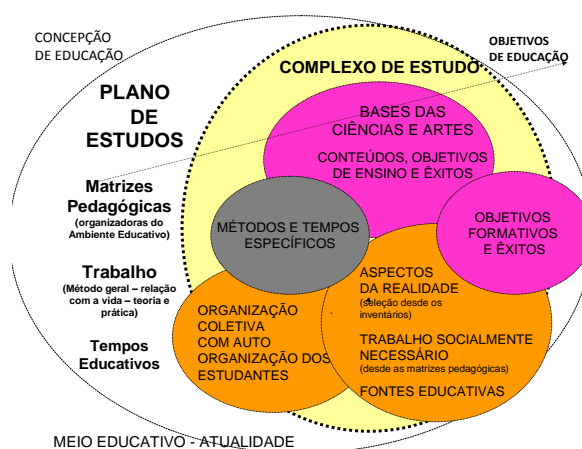 CONCEPÇÃO
DE EDUCAÇÃO
OBJETIVOS
DE EDUCAÇÃO
COMPLEXO DE ESTUDO
PLANO
DE
ESTUDOS
BASES DAS
CIÊNCIAS E ARTES
CONTEÚDOS, OBJETIVOS
DE ENSINO E ÊXITOS
Matrizes
Pedagógicas
(organizadoras do
Ambiente Educativo)
MÉTODOS E TEMPOS
ESPECÍFICOS
OBJETIVOS
FORMATIVOS
E ÊXITOS
Trabalho
(Método geral – relação
com a vida – teoria e
prática)
ASPECTOS
DA REALIDADE
(seleção desde os
inventários)
ORGANIZAÇÃO
COLETIVA
COM AUTO
ORGANIZAÇÃO DOS
ESTUDANTES
TRABALHO SOCIALMENTE
NECESSÁRIO
(desde as matrizes pedagógicas)
FONTES EDUCATIVAS
Tempos
Educativos
MEIO EDUCATIVO - ATUALIDADE